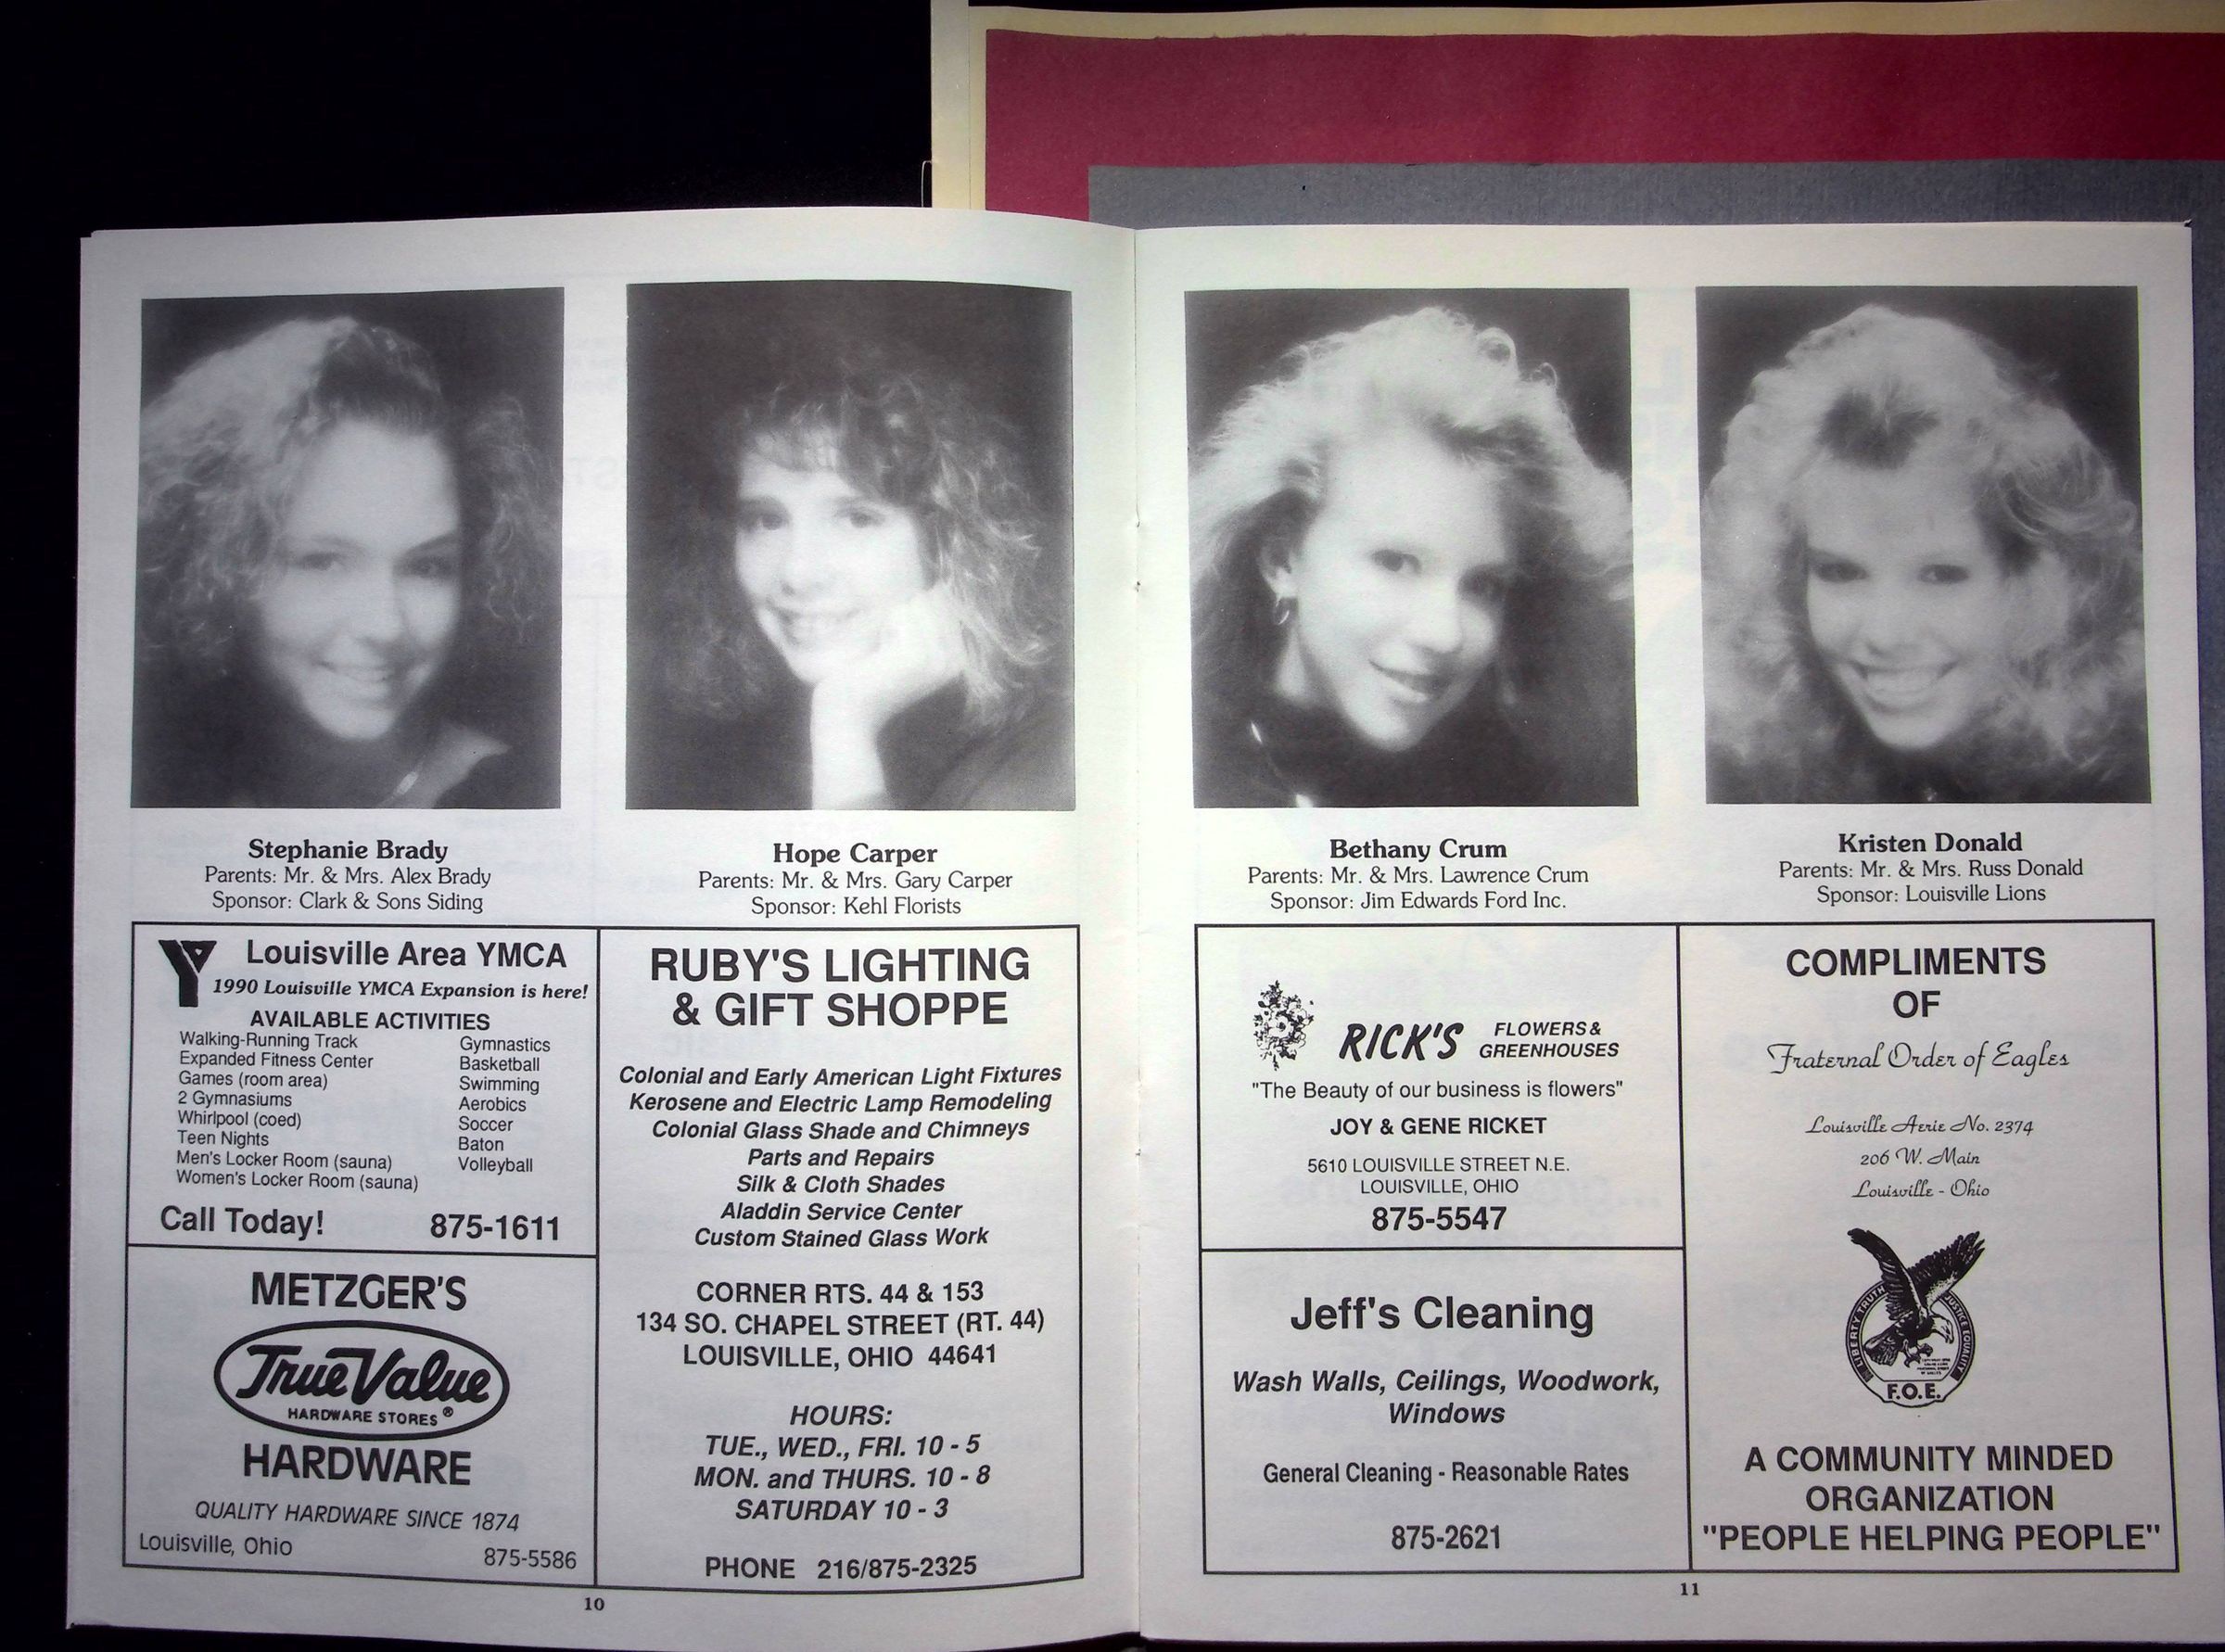 Stephanie Brady
Parents: Mr. & Mrs. Alex Brady
Sponsor: Clark & Sons Siding
Hope Carper
Parents: Mr. & Mrs. Gary Carper
Sponsor: Kehl Florists
Louisville Area YMCA
1990 Louisville YMCA Expansion is here!
AVAILABLE ACTIVITIES
Walking-Running Track
Expanded Fitness Center
Games (room area)
2 Gymnasiums
Whirlpool (coed)
Teen Nights
Men's Locker Room (sauna)
Women's Locker Room (sauna)
Gymnastics
Basketball
Swimming
Aerobics
Soccer
Baton
Volleyball
Call Today! 875-1611
METZGER'S
True Value
HARDWARE STORES ®
HARDWARE
QUALITY HARDWARE SINCE 1874
Louisville, Ohio 875-5586
RUBY'S LIGHTING
& GIFT SHOPPE
Colonial and Early American Light Fixtures
Kerosene and Electric Lamp Remodeling
Colonial Glass Shade and Chimneys
Parts and Repairs
Silk & Cloth Shades
Aladdin Service Center
Custom Stained Glass Work
CORNER RTS. 44 & 153
134 SO. CHAPEL STREET (RT. 44)
LOUISVILLE, OHIO 44641
HOURS:
TUE., WED., FRI. 10 - 5
MON. and THURS. 10 - 8
SATURDAY 10 - 3
PHONE 216/875-2325
10
Bethany Crum
Parents: Mr. & Mrs. Lawrence Crum
Sponsor: Jim Edwards Ford Inc.
Kristen Donald
Parents: Mr. & Mrs. Russ Donald
Sponsor: Louisville Lions
RICK'S FLOWERS &
GREENHOUSES
"The Beauty of our business is flowers"
JOY & GENE RICKET
5610 LOUISVILLE STREET N.E.
LOUISVILLE, OHIO
875-5547
Jeff's Cleaning
Wash Walls, Ceilings, Woodwork,
Windows
General Cleaning - Reasonable Rates
875-2621
COMPLIMENTS
OF
Fraternal Order of Eagles
Louisville Aerie No. 2374
206 W. Main
Louisville - Ohio
LIBERTY TRUTH JUSTICE EQUALITY
F.O.E.
A COMMUNITY MINDED
ORGANIZATION
"PEOPLE HELPING PEOPLE"
11